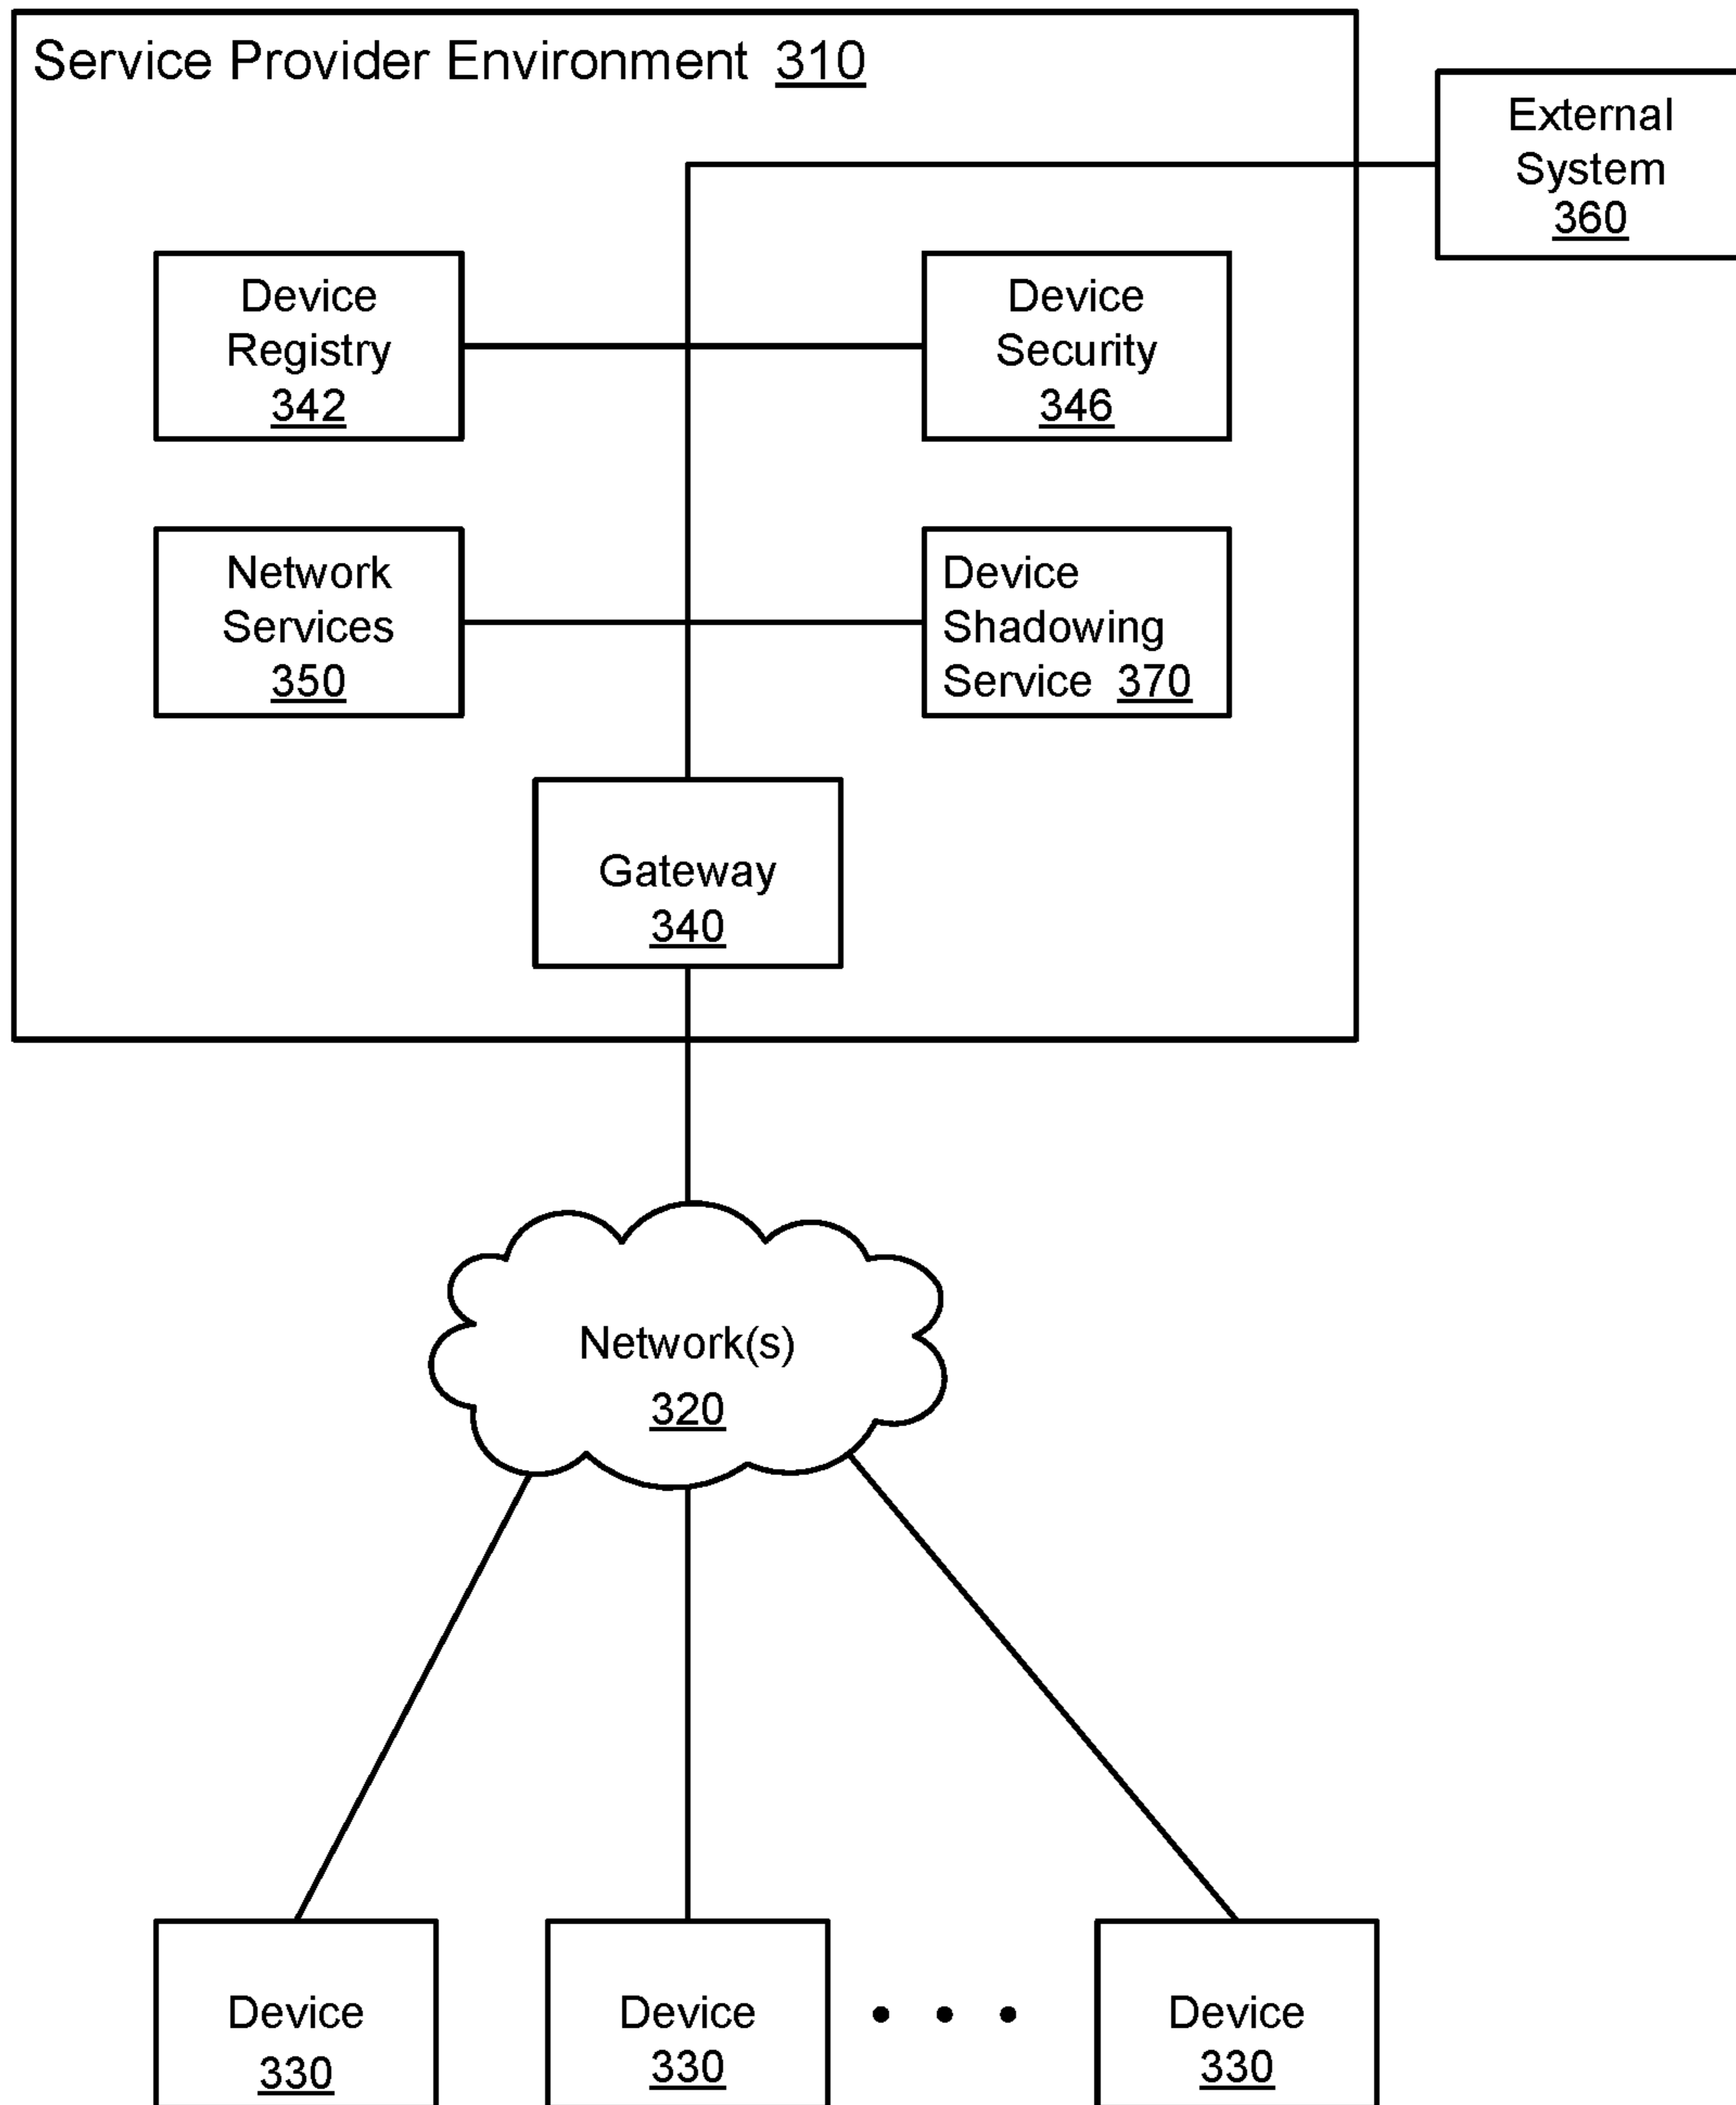 Service Provider Environment 310
External
System
360
Device
Registry
342
Device
Security
346
Network
Services
350
Device
Shadowing
Service 370
Gateway
340
Network(s)
320
Device
330
Device
330
Device
330